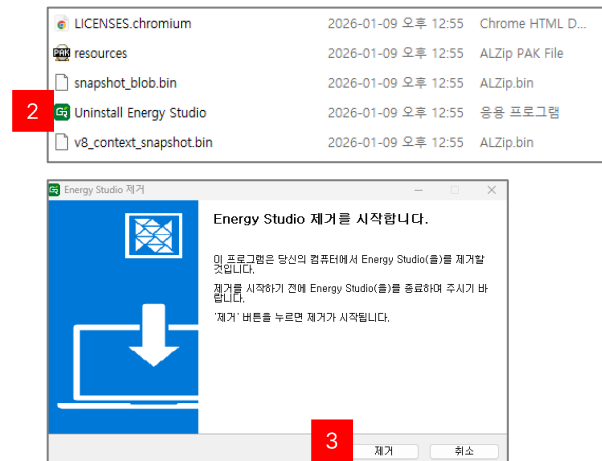 LICENSES.chromium 2026-01-09 오후 12:55 Chrome HTML D...
PAK resources 2026-01-09 오후 12:55 ALZip PAK File
snapshot_blob.bin 2026-01-09 오후 12:55 ALZip.bin
2 Uninstall Energy Studio 2026-01-09 오후 12:55 응용 프로그램
v8_context_snapshot.bin 2026-01-09 오후 12:55 ALZip.bin
Energy Studio 제거
Energy Studio 제거를 시작합니다.
이 프로그램은 당신의 컴퓨터에서 Energy Studio(을)를 제거할
것입니다.
제거를 시작하기 전에 Energy Studio(을)를 종료하여 주시기 바
랍니다.
'제거' 버튼을 누르면 제거가 시작됩니다.
3 제거 취소